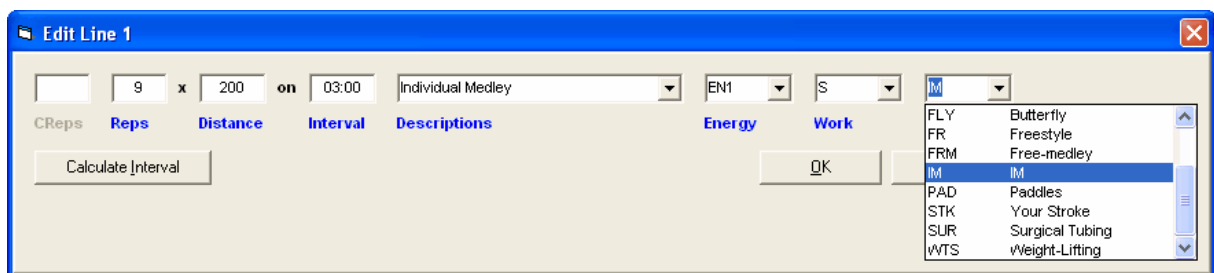 Edit Line 1
9 x 200 on 03:00 Individual Medley EN1 S IM
CReps Reps Distance Interval Descriptions Energy Work
Calculate Interval OK
FLY Butterfly
FR Freestyle
FRM Free-medley
IM IM
PAD Paddles
STK Your Stroke
SUR Surgical Tubing
WTS Weight-Lifting